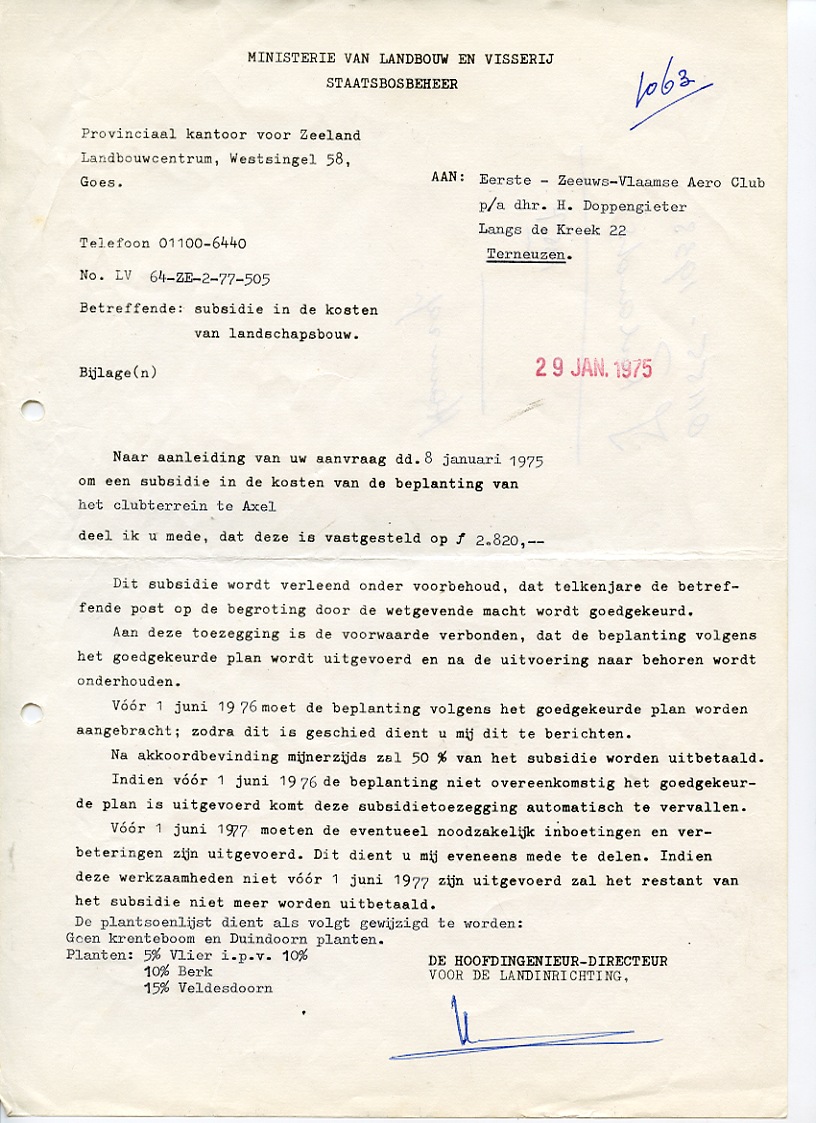 MINISTERIE VAN LANDBOUW EN VISSERIJ
STAATSBOSBEHEER
1063
Provinciaal kantoor voor Zeeland
Landbouwcentrum, Westsingel 58,
Goes.
AAN: Eerste - Zeeuws-Vlaamse Aero Club
p/a dhr. H. Doppengieter
Langs de Kreek 22
Terneuzen.
Telefoon 01100-6440
No. LV 64-ZE-2-77-505
Betreffende: subsidie in de kosten
van landschapsbouw.
Bijlage(n)
29 JAN. 1975
Naar aanleiding van uw aanvraag dd. 8 januari 1975
om een subsidie in de kosten van de beplanting van
het clubterrein te Axel
deel ik u mede, dat deze is vastgesteld op ƒ 2.820,--
Dit subsidie wordt verleend onder voorbehoud, dat telkenjare de betref-
fende post op de begroting door de wetgevende macht wordt goedgekeurd.
Aan deze toezegging is de voorwaarde verbonden, dat de beplanting volgens
het goedgekeurde plan wordt uitgevoerd en na de uitvoering naar behoren wordt
onderhouden.
Vóór 1 juni 1976 moet de beplanting volgens het goedgekeurde plan worden
aangebracht; zodra dit is geschied dient u mij dit te berichten.
Na akkoordbevinding mijnerzijds zal 50 % van het subsidie worden uitbetaald.
Indien vóór 1 juni 1976 de beplanting niet overeenkomstig het goedgekeur-
de plan is uitgevoerd komt deze subsidietoezegging automatisch te vervallen.
Vóór 1 juni 1977 moeten de eventueel noodzakelijk inboetingen en ver-
beteringen zijn uitgevoerd. Dit dient u mij eveneens mede te delen. Indien
deze werkzaamheden niet vóór 1 juni 1977 zijn uitgevoerd zal het restant van
het subsidie niet meer worden uitbetaald.
De plantsoenlijst dient als volgt gewijzigd te worden:
Geen krenteboom en Duindoorn planten.
Planten: 5% Vlier i.p.v. 10%
10% Berk
15% Veldesdoorn
DE HOOFDINGENIEUR-DIRECTEUR
VOOR DE LANDINRICHTING,